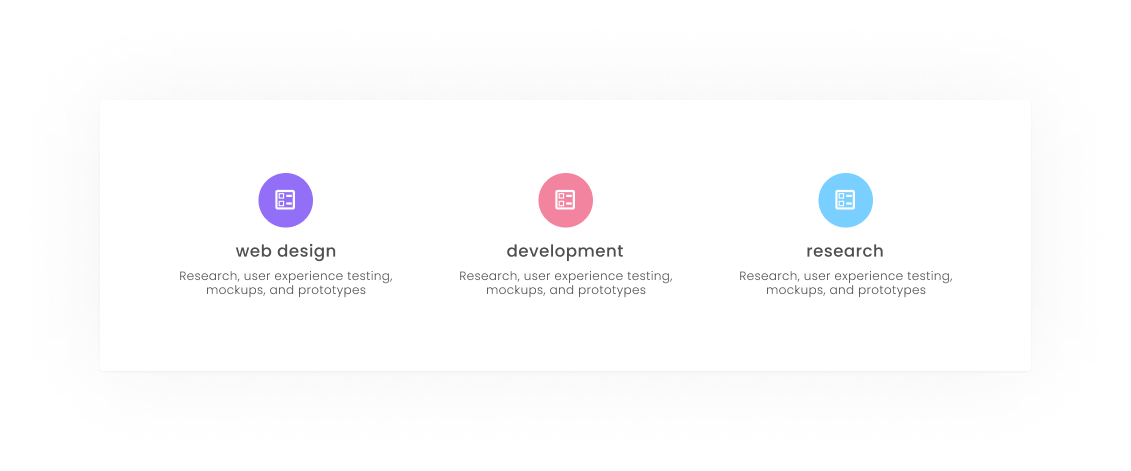 web design
Research, user experience testing,
mockups, and prototypes
development
Research, user experience testing,
mockups, and prototypes
research
Research, user experience testing,
mockups, and prototypes